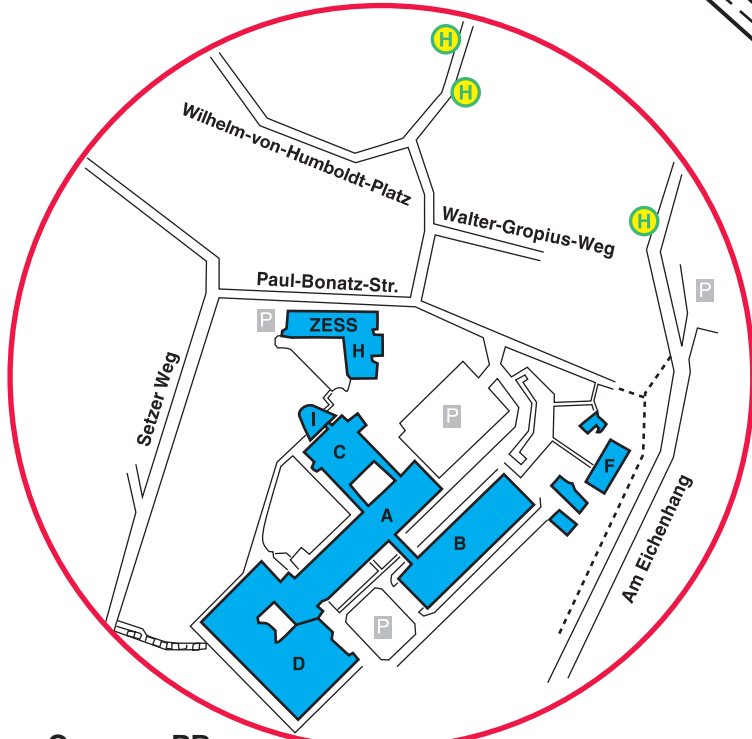 H
H
Wilhelm-von-Humboldt-Platz
H
Walter-Gropius-Weg
Paul-Bonatz-Str.
P
P
ZESS
H
Setzer Weg
P
I
C
F
A
B
Am Eichenhang
P
D